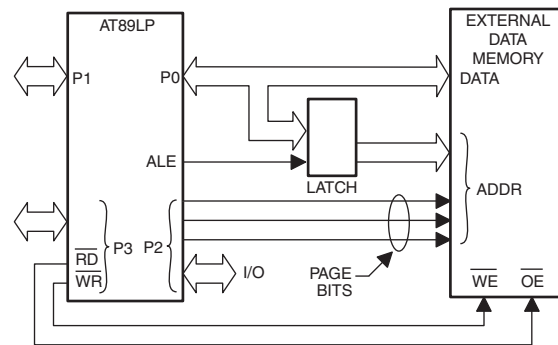 AT89LP
EXTERNAL
DATA
MEMORY
P1
P0
DATA
ALE
LATCH
ADDR
P3
P2
RD
WR
I/O
PAGE
BITS
WE
OE